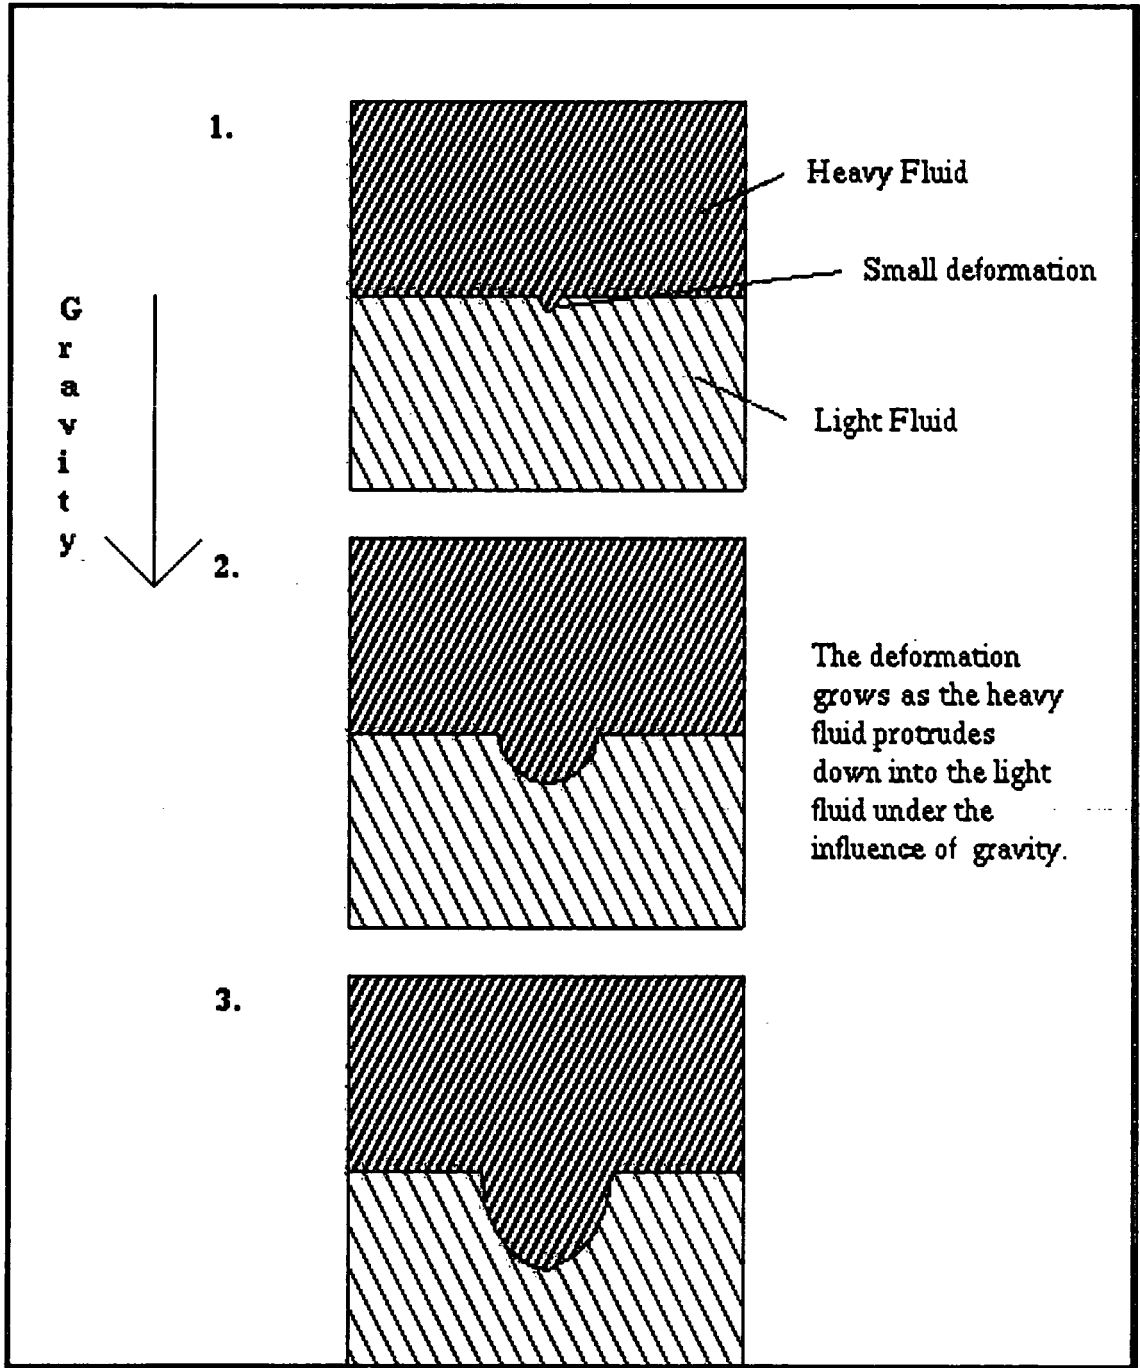 1.
Heavy Fluid
Small deformation
Light Fluid
Gravity
2.
The deformation
grows as the heavy
fluid protrudes
down into the light
fluid under the
influence of gravity.
3.